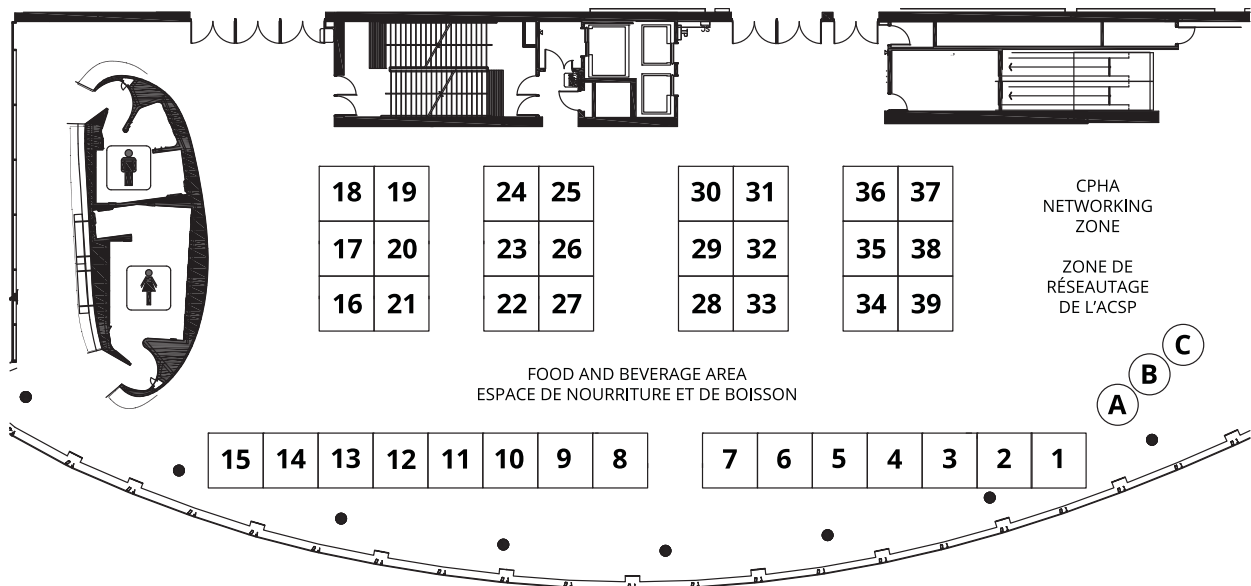 18 19 24 25 30 31 36 37
17 20 23 26 29 32 35 38
16 21 22 27 28 33 34 39
CPHA
NETWORKING
ZONE
ZONE DE
RÉSEAUTAGE
DE L'ACSP
C
B
A
FOOD AND BEVERAGE AREA
ESPACE DE NOURRITURE ET DE BOISSON
15 14 13 12 11 10 9 8 7 6 5 4 3 2 1